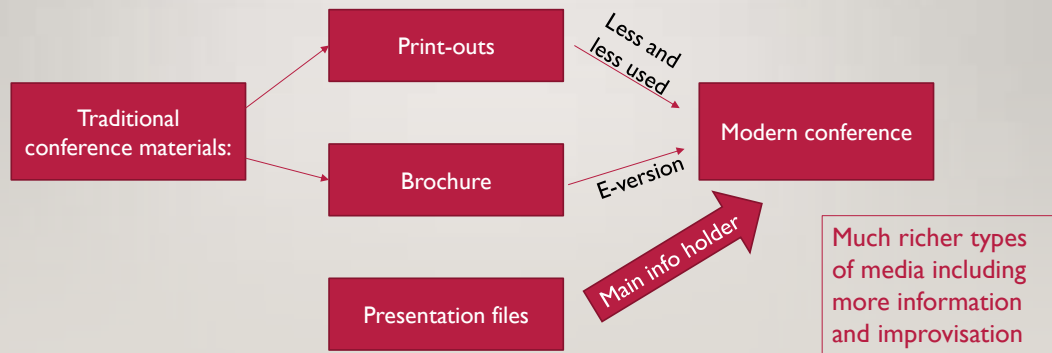 Traditional
conference materials:
Print-outs
Brochure
Presentation files
Less and
less used
E-version
Main info holder
Modern conference
Much richer types
of media including
more information
and improvisation